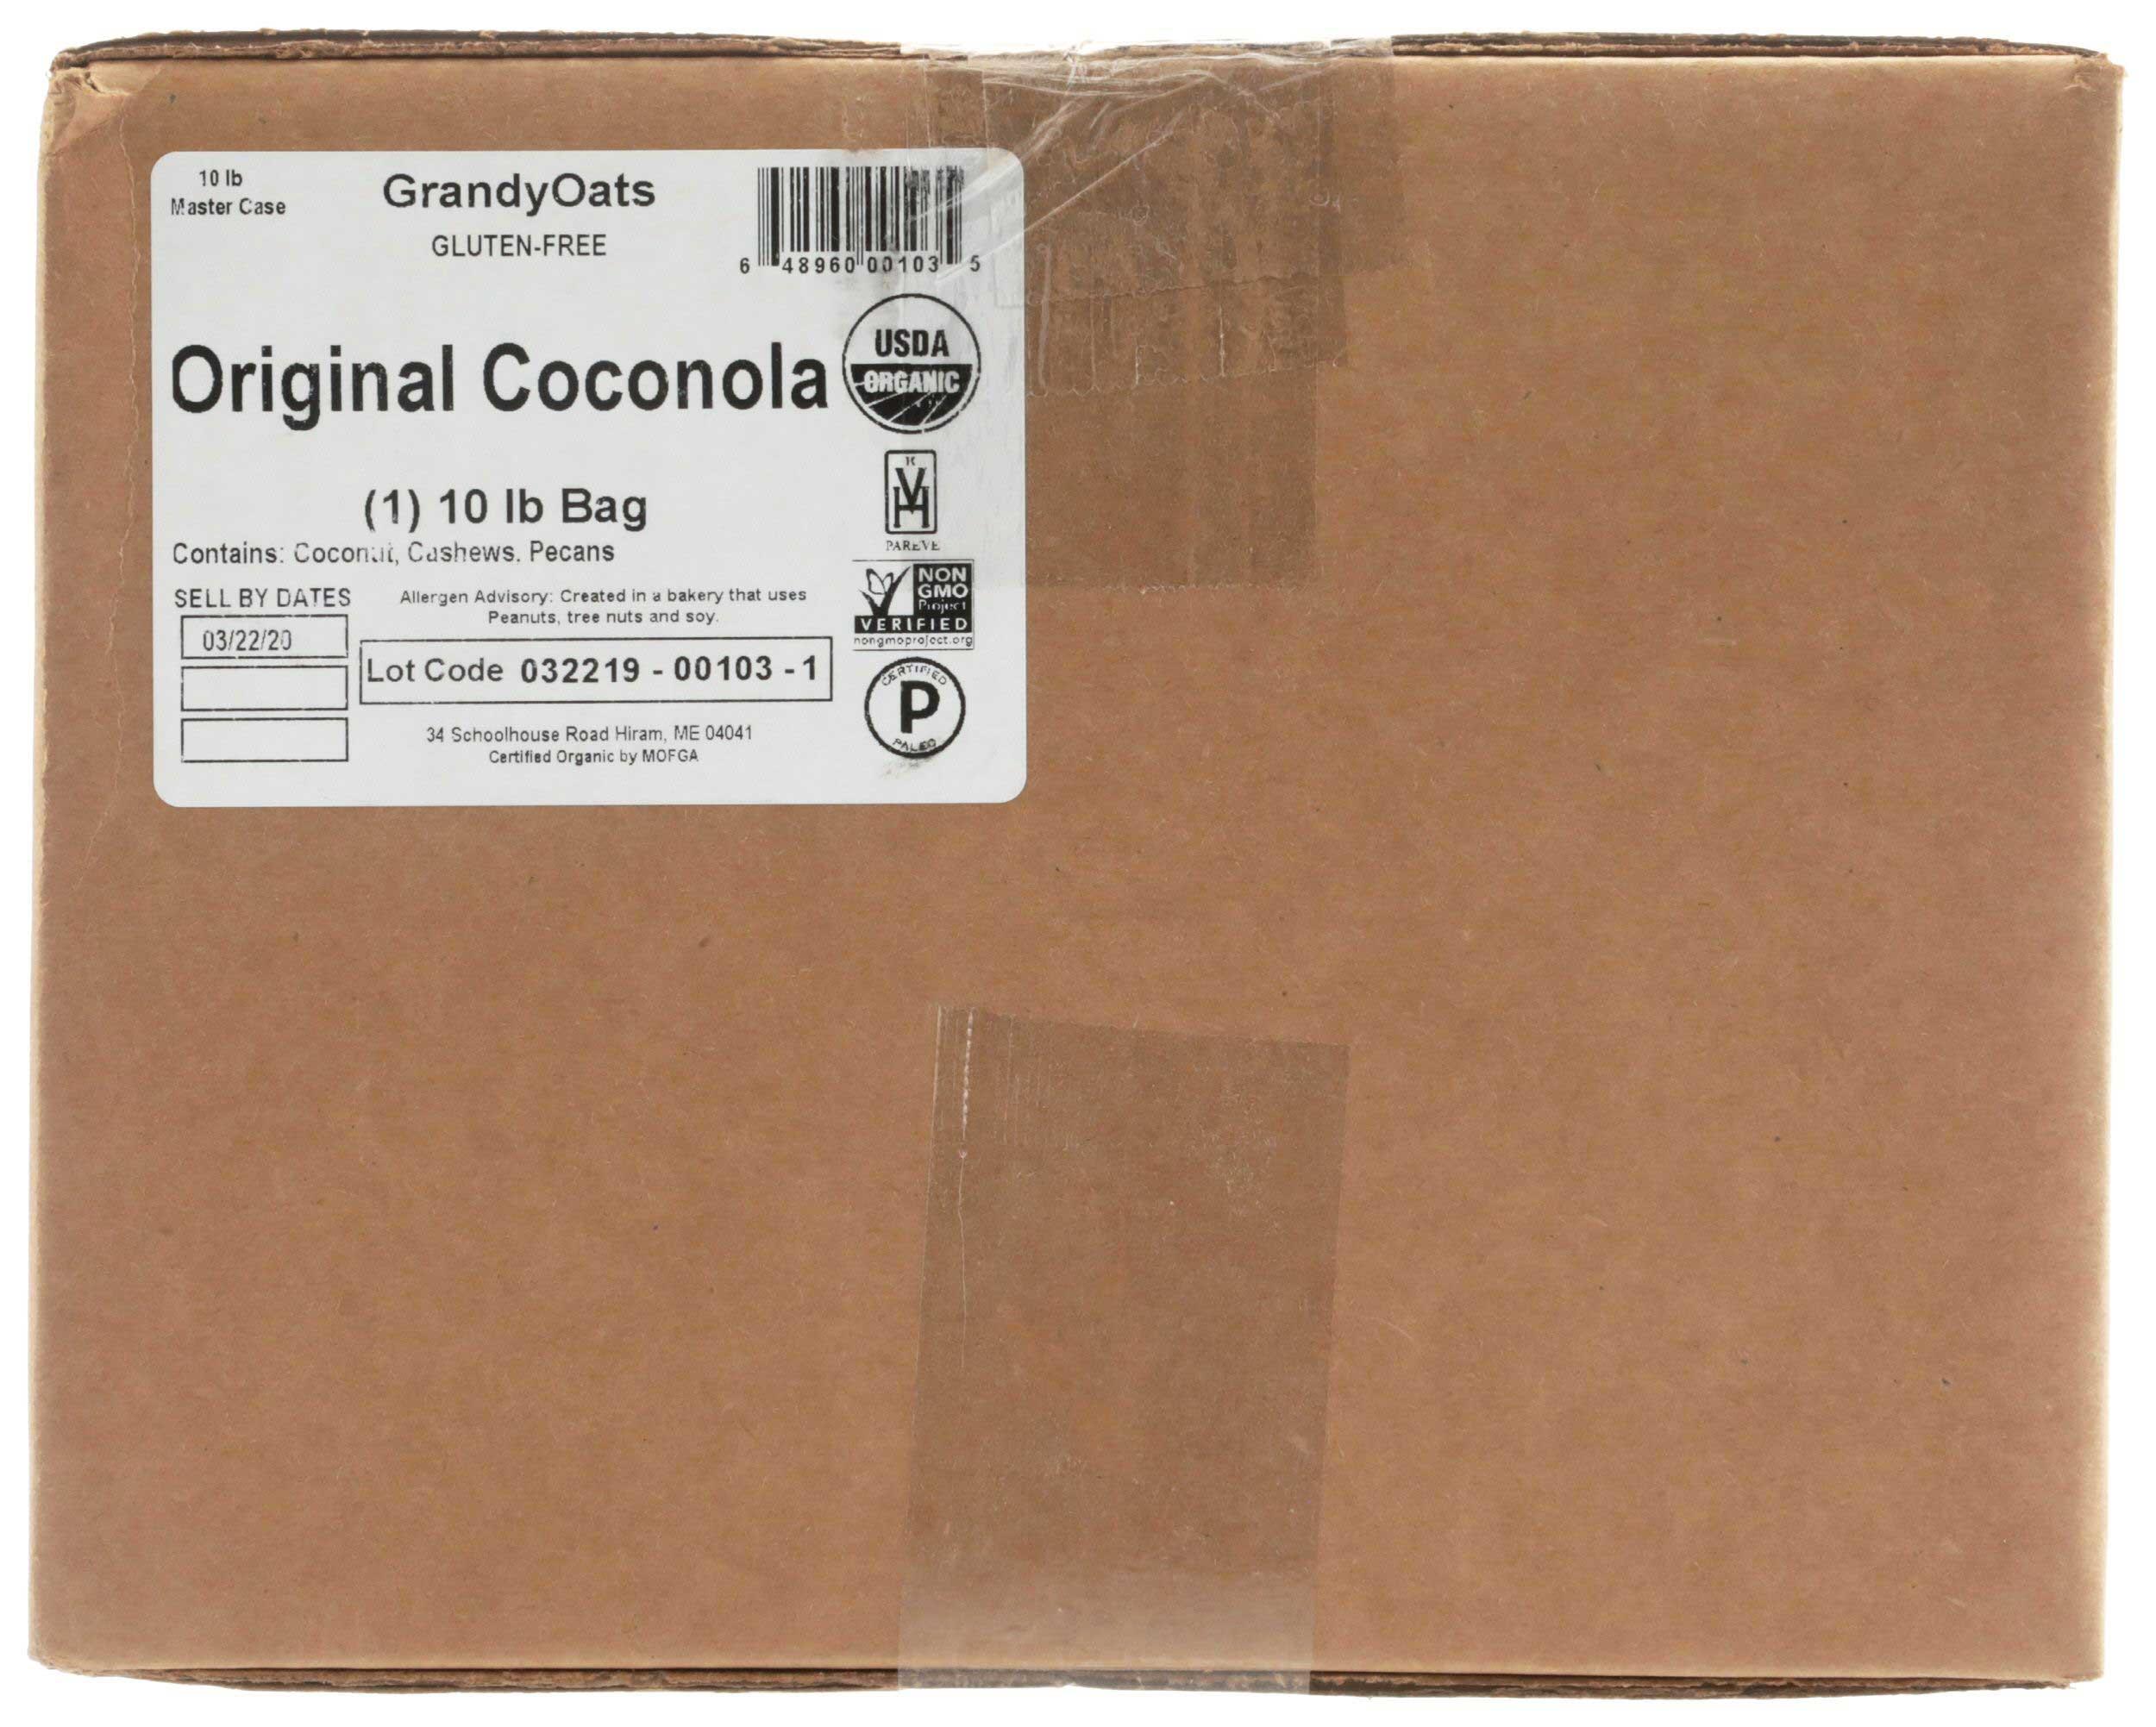 10 lb
Master Case
GrandyOats
GLUTEN-FREE
6 48960 00103 5
Original Coconola
USDA
ORGANIC
(1) 10 lb Bag
K
VH
PAREVE
Contains: Coconut, Cashews, Pecans
SELL BY DATES
03/22/20
Allergen Advisory: Created in a bakery that uses
Peanuts, tree nuts and soy.
NON
GMO
Project
VERIFIED
nongmoproject.org
Lot Code 032219 - 00103 - 1
CERTIFIED
P
PALEO
34 Schoolhouse Road Hiram, ME 04041
Certified Organic by MOFGA